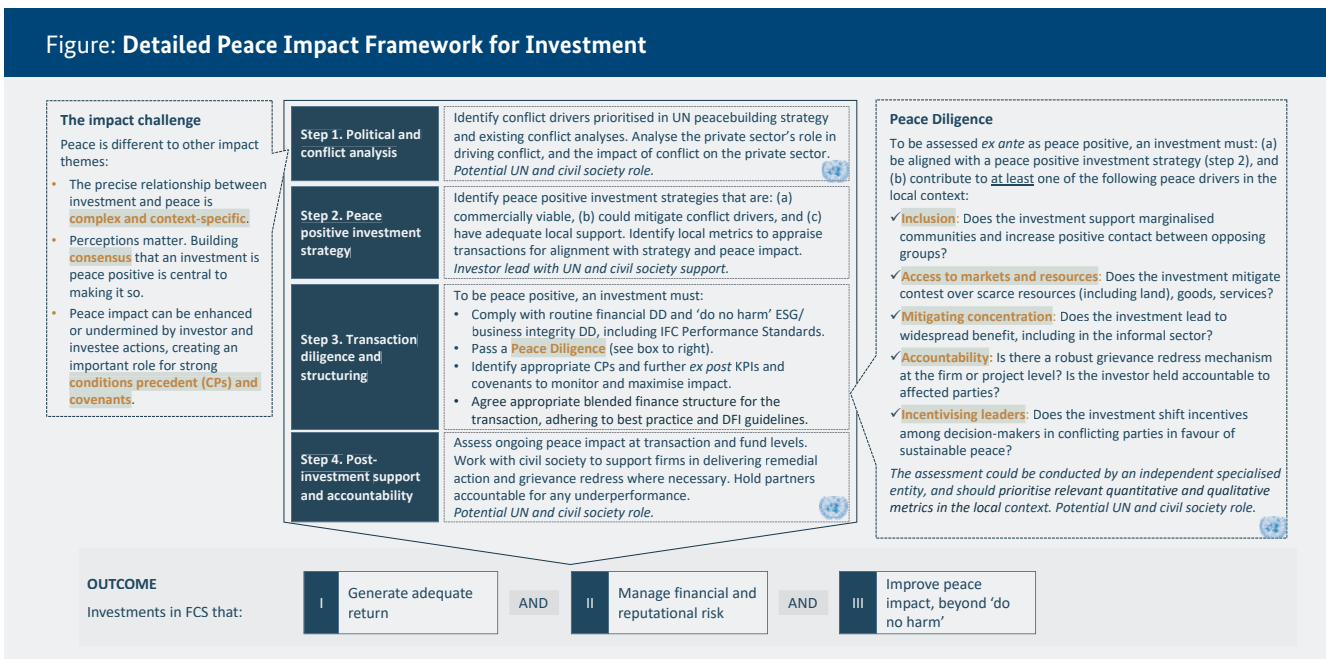 Figure: Detailed Peace Impact Framework for Investment
The impact challenge
Peace is different to other impact
themes:
• The precise relationship between
investment and peace is
complex and context-specific.
• Perceptions matter. Building
consensus that an investment is
peace positive is central to
making it so.
• Peace impact can be enhanced
or undermined by investor and
investee actions, creating an
important role for strong
conditions precedent (CPs) and
covenants.
Step 1. Political and
conflict analysis
Identify conflict drivers prioritised in UN peacebuilding strategy
and existing conflict analyses. Analyse the private sector's role in
driving conflict, and the impact of conflict on the private sector.
Potential UN and civil society role.
Step 2. Peace
positive investment
strategy
Identify peace positive investment strategies that are: (a)
commercially viable, (b) could mitigate conflict drivers, and (c)
have adequate local support. Identify local metrics to appraise
transactions for alignment with strategy and peace impact.
Investor lead with UN and civil society support.
Step 3. Transaction
diligence and
structuring
To be peace positive, an investment must:
• Comply with routine financial DD and 'do no harm' ESG/
business integrity DD, including IFC Performance Standards.
• Pass a Peace Diligence (see box to right).
• Identify appropriate CPs and further ex post KPIs and
covenants to monitor and maximise impact.
• Agree appropriate blended finance structure for the
transaction, adhering to best practice and DFI guidelines.
Step 4. Post-
investment support
and accountability
Assess ongoing peace impact at transaction and fund levels.
Work with civil society to support firms in delivering remedial
action and grievance redress where necessary. Hold partners
accountable for any underperformance.
Potential UN and civil society role.
Peace Diligence
To be assessed ex ante as peace positive, an investment must: (a)
be aligned with a peace positive investment strategy (step 2), and
(b) contribute to at least one of the following peace drivers in the
local context:
✓Inclusion: Does the investment support marginalised
communities and increase positive contact between opposing
groups?
✓Access to markets and resources: Does the investment mitigate
contest over scarce resources (including land), goods, services?
✓Mitigating concentration: Does the investment lead to
widespread benefit, including in the informal sector?
✓Accountability: Is there a robust grievance redress mechanism
at the firm or project level? Is the investor held accountable to
affected parties?
✓Incentivising leaders: Does the investment shift incentives
among decision-makers in conflicting parties in favour of
sustainable peace?
The assessment could be conducted by an independent specialised
entity, and should prioritise relevant quantitative and qualitative
metrics in the local context. Potential UN and civil society role.
OUTCOME
Investments in FCS that:
I
Generate adequate
return
AND
II
Manage financial and
reputational risk
AND
III
Improve peace
impact, beyond 'do
no harm'